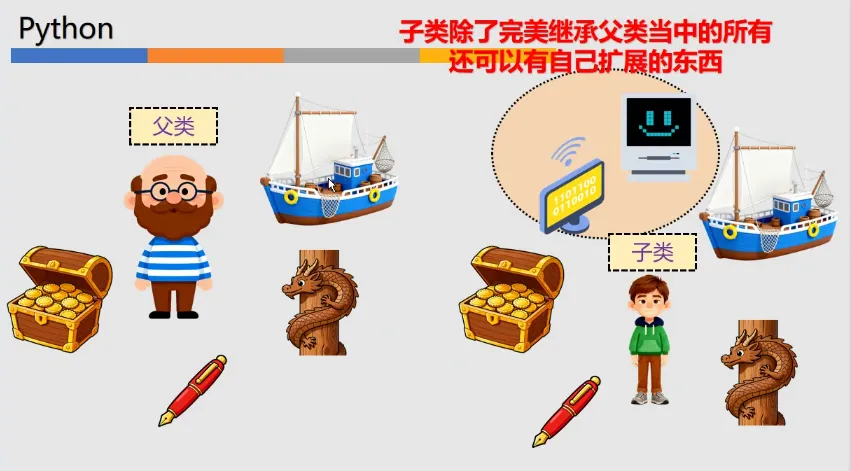 Python
子类除了完美继承父类当中的所有
还可以有自己扩展的东西
父类
1101100
0110010
子类